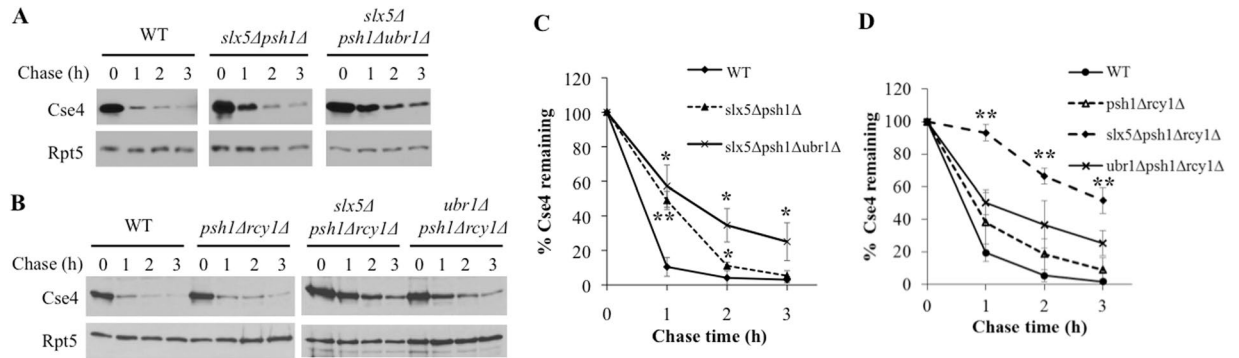 A
WT
slx5Δpsh1Δ
slx5Δ
psh1Δubr1Δ
Chase (h) 0 1 2 3 0 1 2 3 0 1 2 3
Cse4
Rpt5
B
WT
psh1Δrcy1Δ
slx5Δ
psh1Δrcy1Δ
ubr1Δ
psh1Δrcy1Δ
Chase (h) 0 1 2 3 0 1 2 3 0 1 2 3 0 1 2 3
Cse4
Rpt5
C
WT
slx5Δpsh1Δ
slx5Δpsh1Δubr1Δ
% Cse4 remaining
120
100
80
60
40
20
0
*
**
*
*
*
0 1 2 3
Chase time (h)
D
WT
psh1Δrcy1Δ
slx5Δpsh1Δrcy1Δ
ubr1Δpsh1Δrcy1Δ
% Cse4 remaining
120
100
80
60
40
20
0
**
**
**
0 1 2 3
Chase time (h)